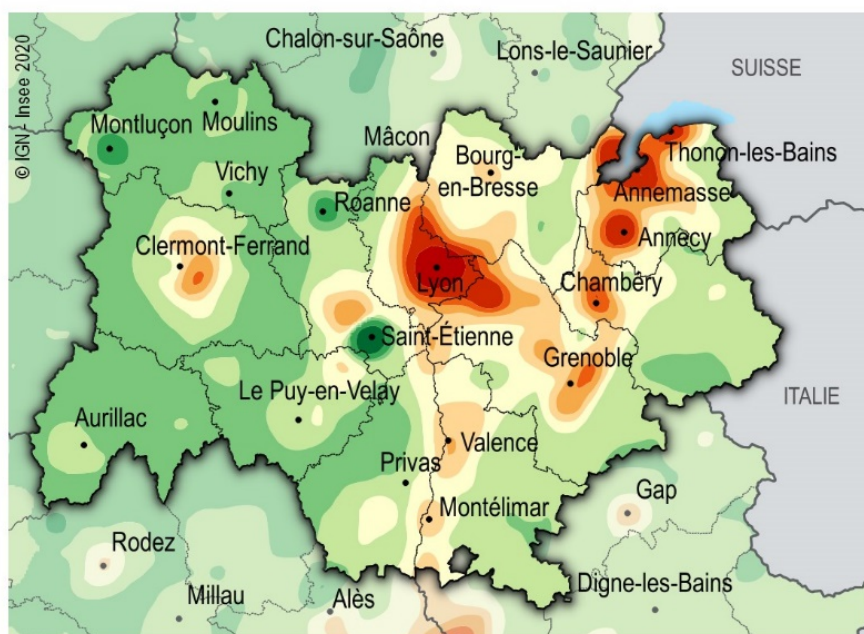 © IGN - Insee 2020
Chalon-sur-Saône
Lons-le-Saunier
SUISSE
Moulins
Montluçon
Mâcon
Bourg-
en-Bresse
Thonon-les-Bains
Vichy
Annemasse
Roanne
Annecy
Clermont-Ferrand
Lyon
Chambéry
Saint-Étienne
Grenoble
Le Puy-en-Velay
ITALIE
Aurillac
Valence
Privas
Montélimar
Gap
Rodez
Millau
Alès
Digne-les-Bains